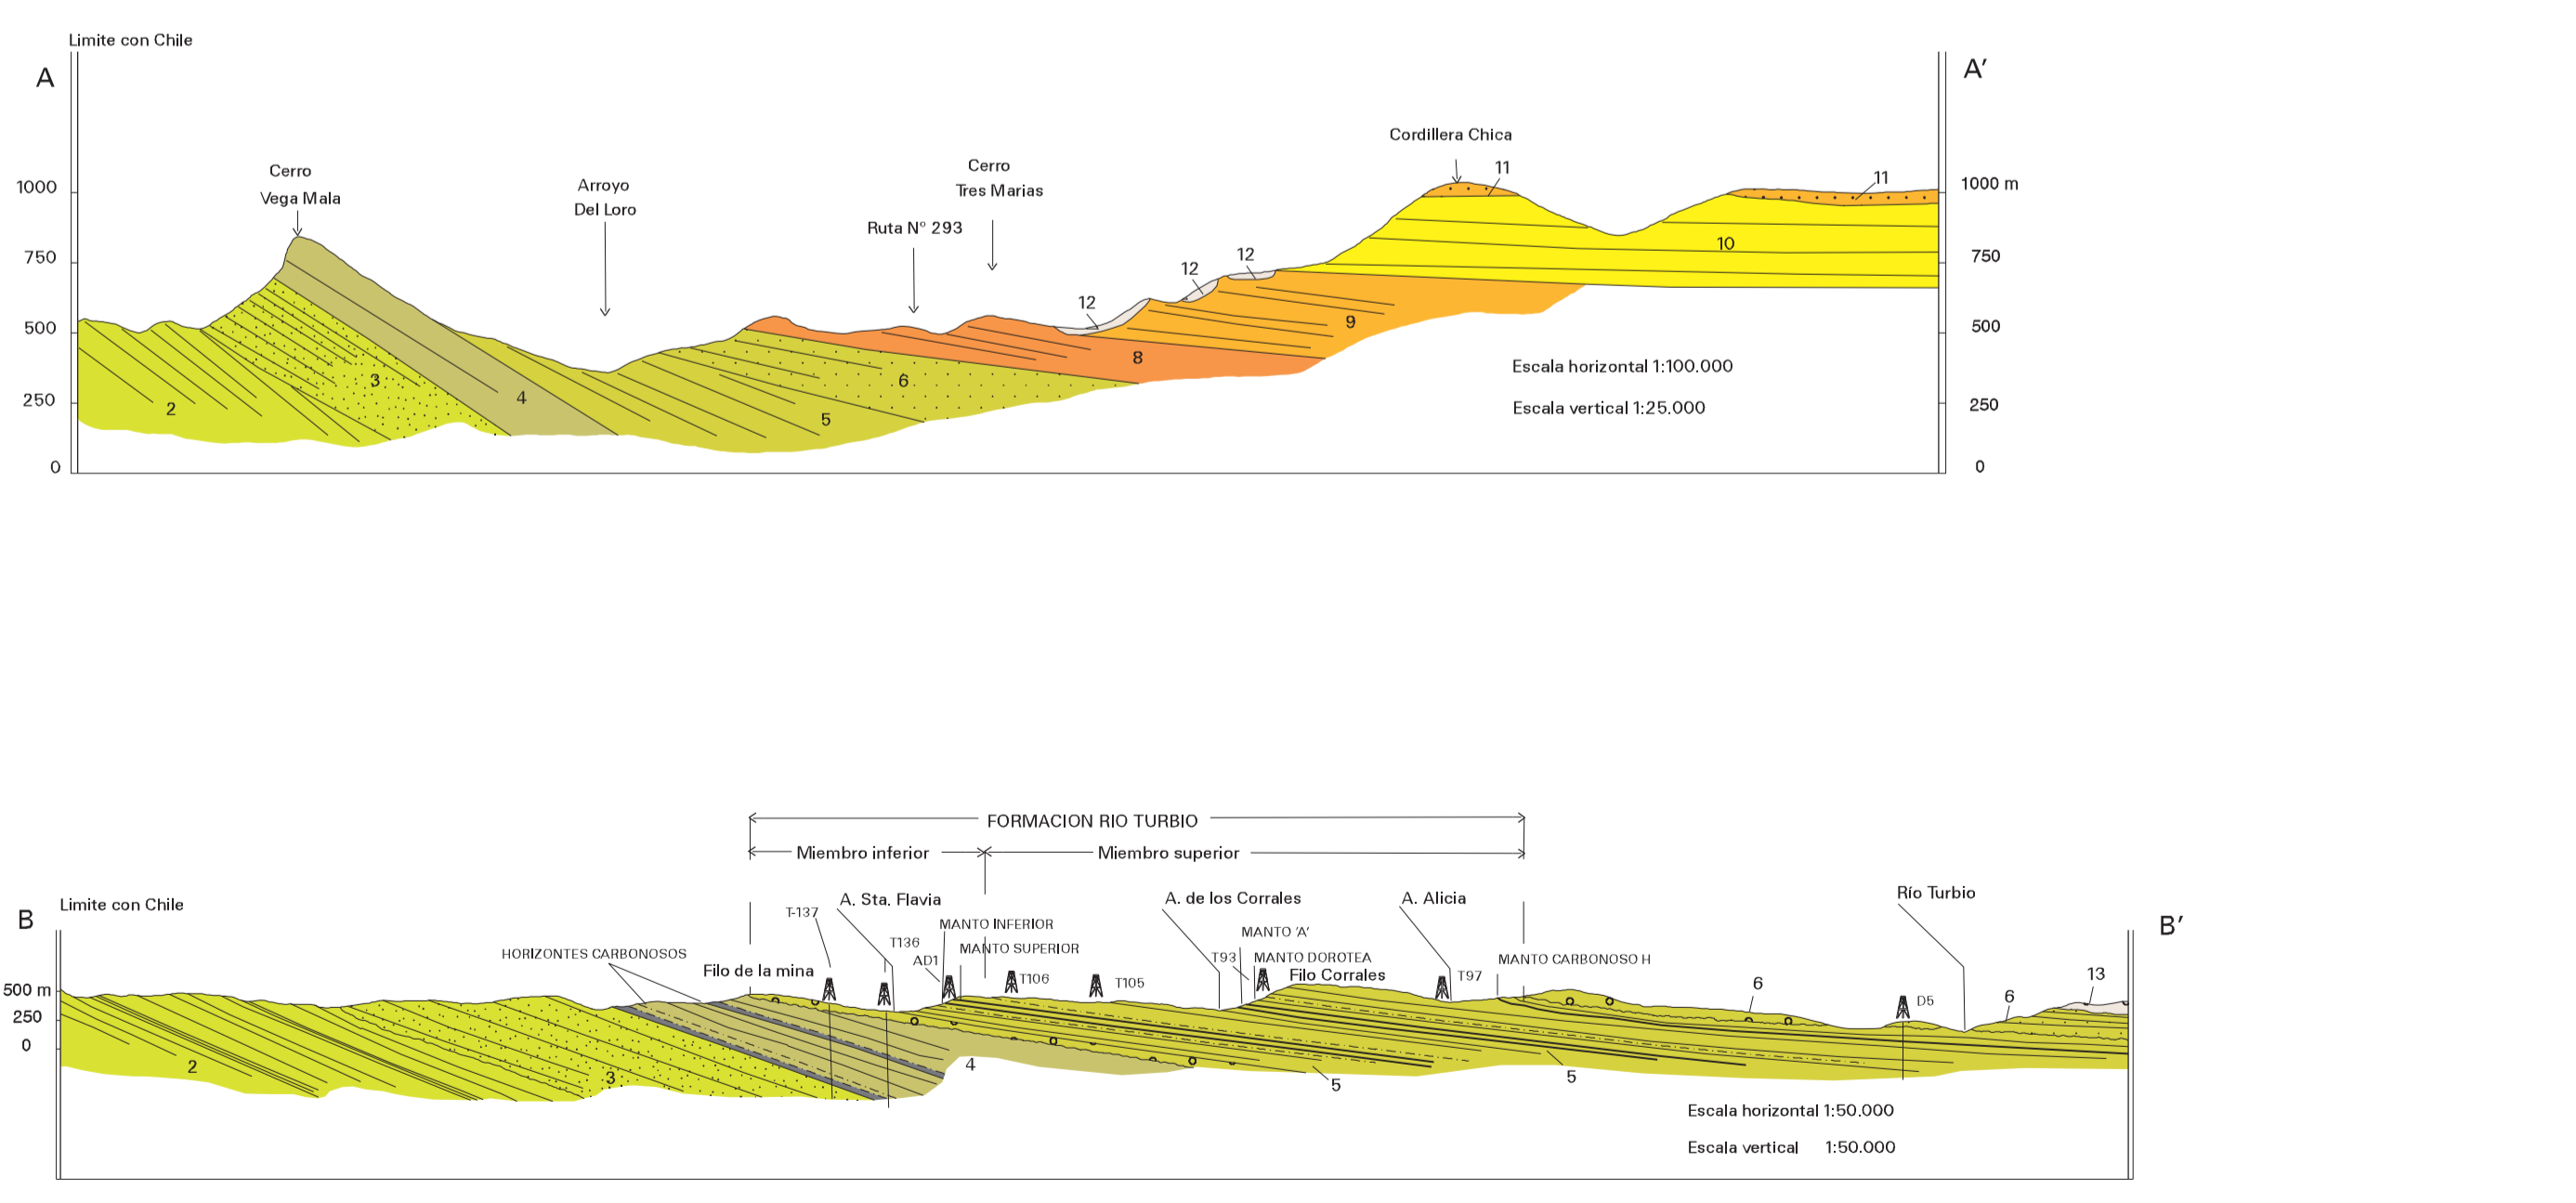 Limite con Chile
A
A′
Cordillera Chica
11
Cerro
Vega Mala
Cerro
Tres Marias
Arroyo
Del Loro
Ruta Nº 293
11
1000
1000 m
750
750
500
500
250
250
0
0
12
12
12
10
9
8
6
5
4
3
2
Escala horizontal 1:100.000
Escala vertical 1:25.000
FORMACION RIO TURBIO
Miembro inferior
Miembro superior
B
Limite con Chile
B′
A. Sta. Flavia
A. de los Corrales
A. Alicia
Río Turbio
T-137
MANTO INFERIOR
MANTO 'A'
T136
MANTO SUPERIOR
HORIZONTES CARBONOSOS
AD1
T93
MANTO DOROTEA
MANTO CARBONOSO H
Filo de la mina
Filo Corrales
T106
T105
T97
6
13
6
D5
500 m
250
0
2
3
4
5
5
Escala horizontal 1:50.000
Escala vertical 1:50.000